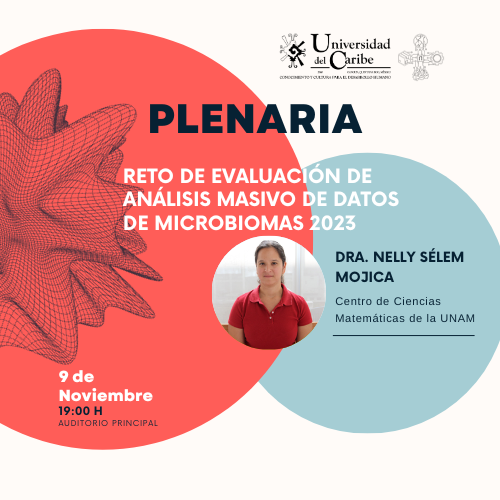 Universidad
del Caribe
CONOCIMIENTO Y CULTURA PARA EL DESARROLLO HUMANO
PLENARIA
RETO DE EVALUACIÓN DE
ANÁLISIS MASIVO DE DATOS
DE MICROBIOMAS 2023
DRA. NELLY SÉLEM
MOJICA
Centro de Ciencias
Matemáticas de la UNAM
9 de
Noviembre
19:00 H
AUDITORIO PRINCIPAL